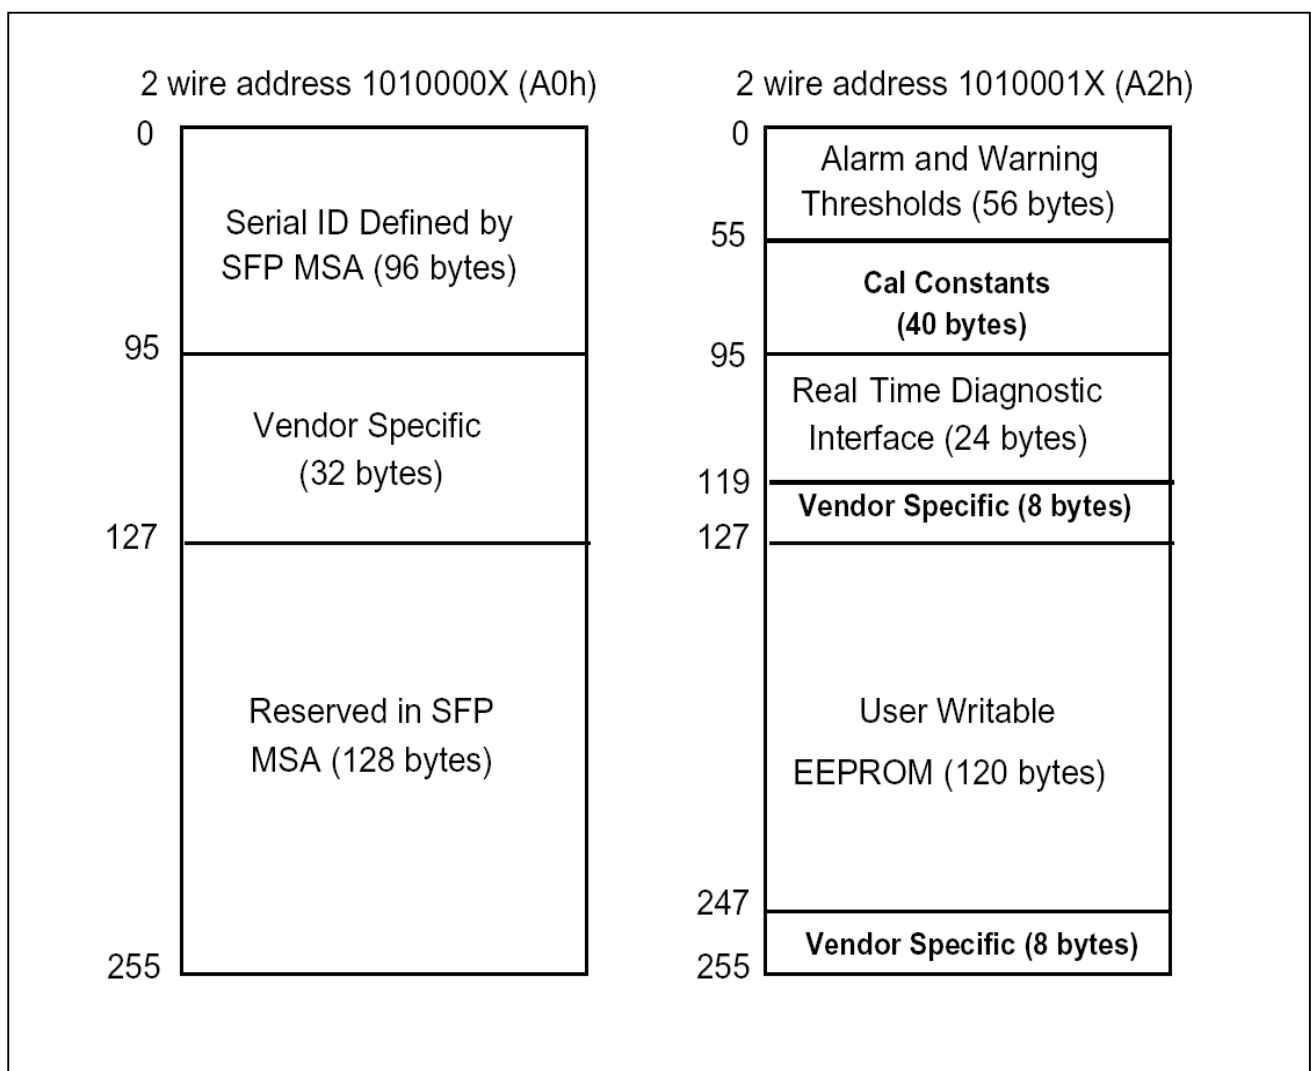 2 wire address 1010000X (A0h)
0
Serial ID Defined by
SFP MSA (96 bytes)
95
Vendor Specific
(32 bytes)
127
Reserved in SFP
MSA (128 bytes)
255
2 wire address 1010001X (A2h)
0
Alarm and Warning
Thresholds (56 bytes)
55
Cal Constants
(40 bytes)
95
Real Time Diagnostic
Interface (24 bytes)
119
Vendor Specific (8 bytes)
127
User Writable
EEPROM (120 bytes)
247
Vendor Specific (8 bytes)
255